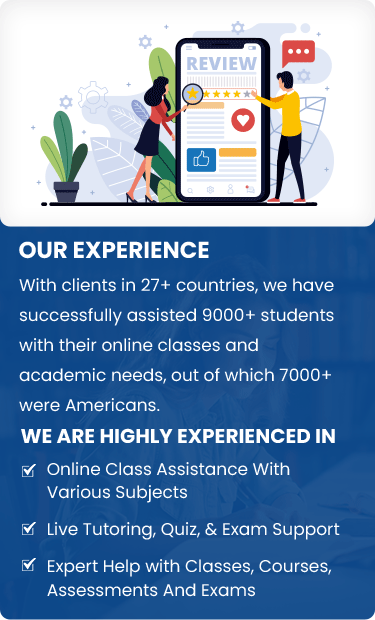 REVIEW
OUR EXPERIENCE
With clients in 27+ countries, we have
successfully assisted 9000+ students
with their online classes and
academic needs, out of which 7000+
were Americans.
WE ARE HIGHLY EXPERIENCED IN
Online Class Assistance With
Various Subjects
Live Tutoring, Quiz, & Exam Support
Expert Help with Classes, Courses,
Assessments And Exams